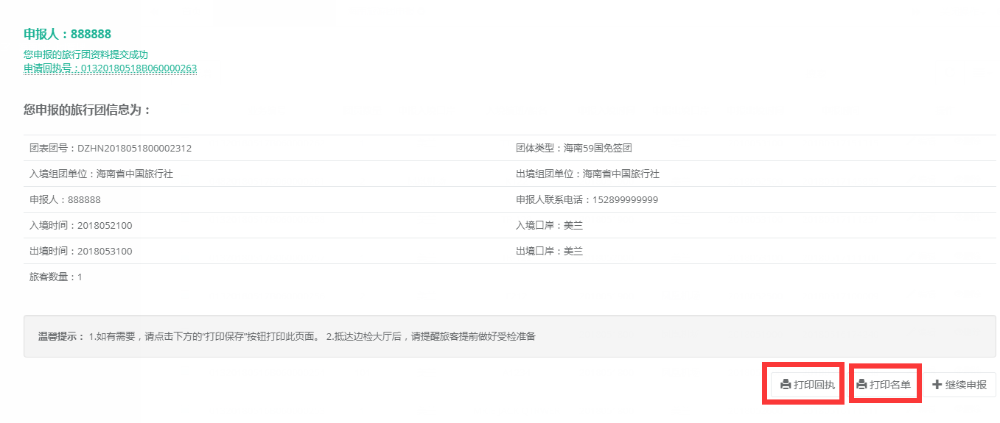 申报人：888888
您申报的旅行团资料提交成功
申请回执号：01320180518B060000263
您申报的旅行团信息为：
团表团号：DZHN2018051800002312 团体类型：海南59国免签团
入境组团单位：海南省中国旅行社 出境组团单位：海南省中国旅行社
申报人：888888 申报人联系电话：152899999999
入境时间：2018052100 入境口岸：美兰
出境时间：2018053100 出境口岸：美兰
旅客数量：1
温馨提示： 1.如有需要，请点击下方的“打印保存”按钮打印此页面。 2.抵达边检大厅后，请提醒旅客提前做好受检准备
打印回执 打印名单 继续申报